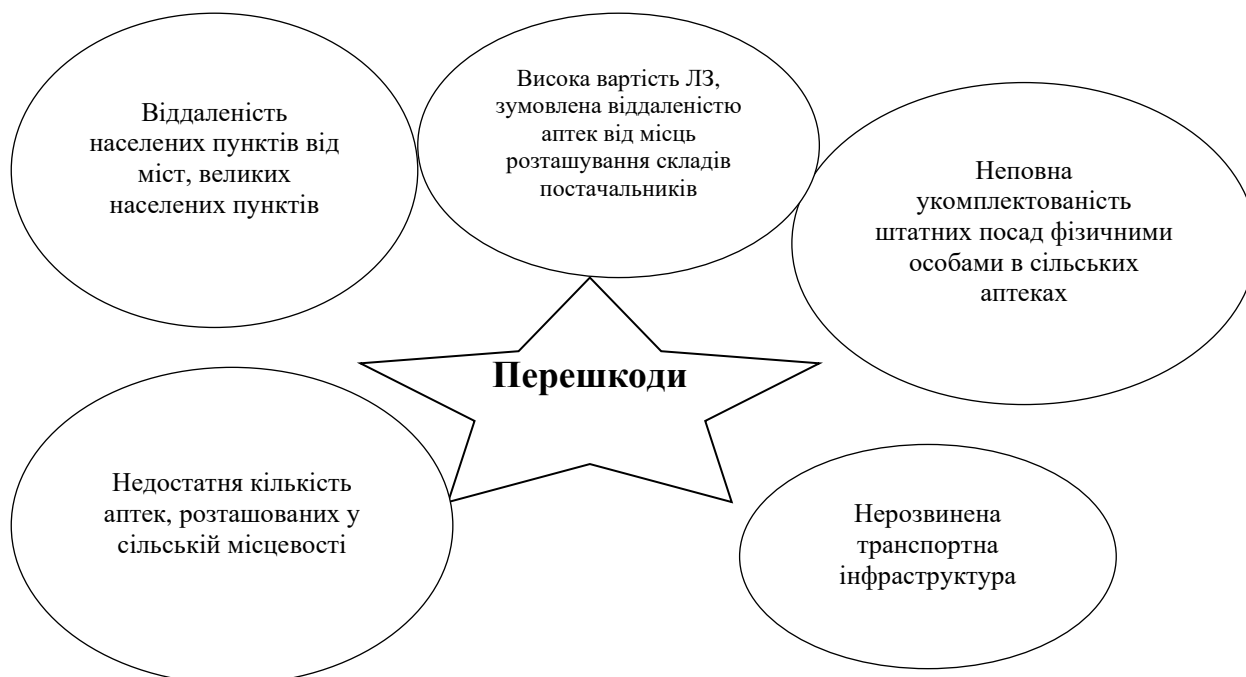 Віддаленість
населених пунктів від
міст, великих
населених пунктів
Висока вартість ЛЗ,
зумовлена віддаленістю
аптек від місць
розташування складів
постачальників
Неповна
укомплектованість
штатних посад фізичними
особами в сільських
аптеках
Перешкоди
Недостатня кількість
аптек, розташованих у
сільській місцевості
Нерозвинена
транспортна
інфраструктура